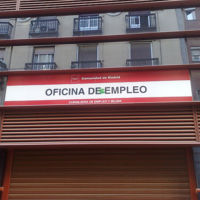 Comunidad de Madrid
OFICINA DE EMPLEO
CONSEJERÍA DE EMPLEO Y MUJER